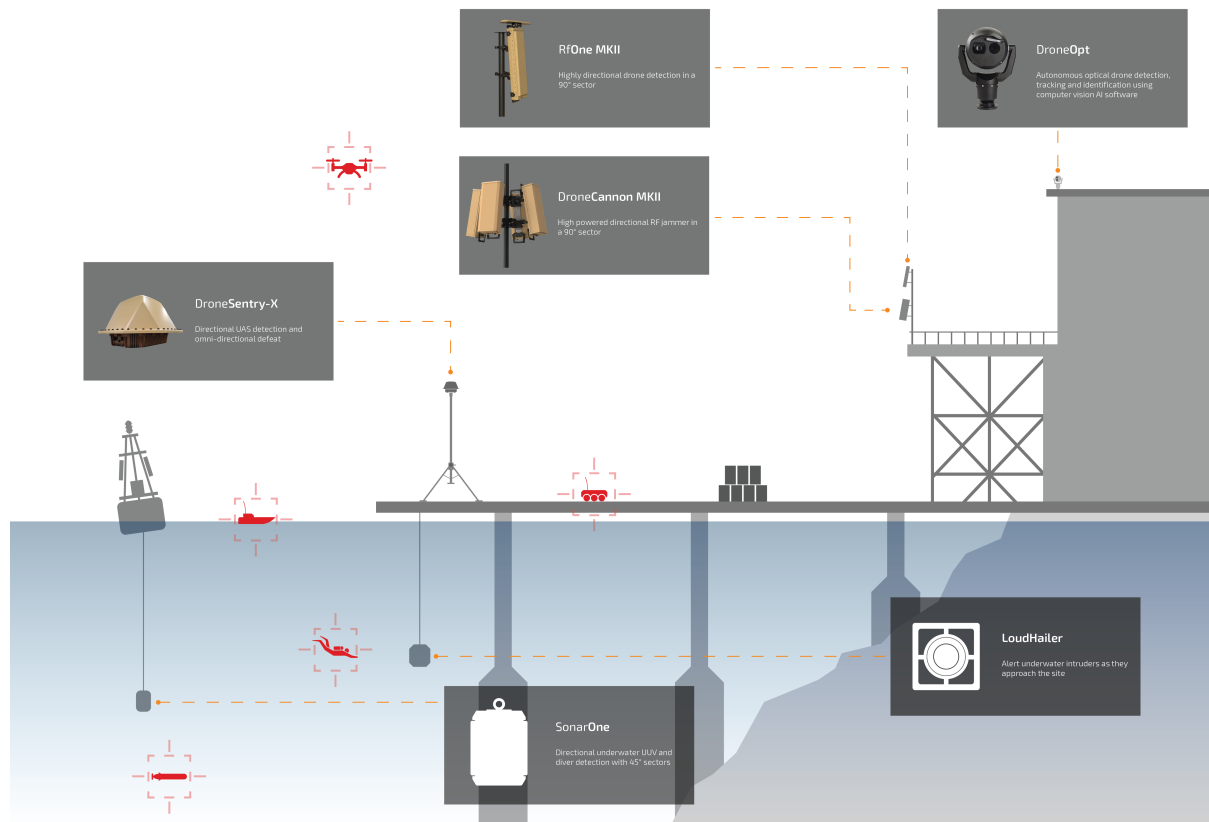 RfOne MKII
Highly directional drone detection in a
90° sector
DroneOpt
Autonomous optical drone detection,
tracking and identification using
computer vision AI software
DroneCannon MKII
High powered directional RF jammer in
a 90° sector
DroneSentry-X
Directional UAS detection and
omni-directional defeat
LoudHailer
Alert underwater intruders as they
approach the site
SonarOne
Directional underwater UUV and
diver detection with 45° sectors